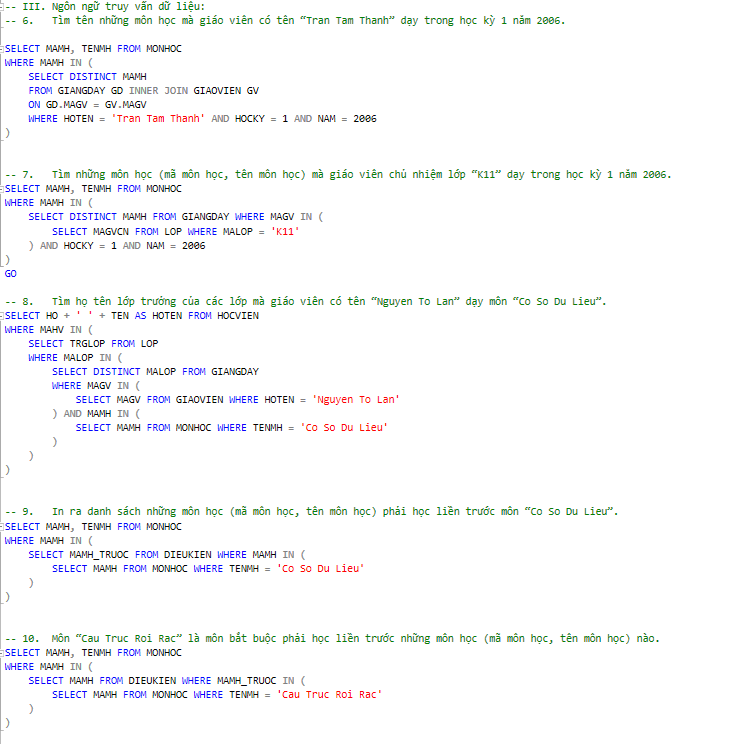 -- III. Ngôn ngữ truy vấn dữ liệu:
-- 6.   Tìm tên những môn học mà giáo viên có tên “Tran Tam Thanh” dạy trong học kỳ 1 năm 2006.
SELECT MAMH, TENMH FROM MONHOC
WHERE MAMH IN (
    SELECT DISTINCT MAMH
    FROM GIANGDAY GD INNER JOIN GIAOVIEN GV
    ON GD.MAGV = GV.MAGV
    WHERE HOTEN = 'Tran Tam Thanh' AND HOCKY = 1 AND NAM = 2006
)
-- 7.   Tìm những môn học (mã môn học, tên môn học) mà giáo viên chủ nhiệm lớp “K11” dạy trong học kỳ 1 năm 2006.
SELECT MAMH, TENMH FROM MONHOC
WHERE MAMH IN (
    SELECT DISTINCT MAMH FROM GIANGDAY WHERE MAGV IN (
        SELECT MAGVCN FROM LOP WHERE MALOP = 'K11'
    ) AND HOCKY = 1 AND NAM = 2006
)
GO
-- 8.   Tìm họ tên lớp trưởng của các lớp mà giáo viên có tên “Nguyen To Lan” dạy môn “Co So Du Lieu”.
SELECT HO + ' ' + TEN AS HOTEN FROM HOCVIEN
WHERE MAHV IN (
    SELECT TRGLOP FROM LOP
    WHERE MALOP IN (
        SELECT DISTINCT MALOP FROM GIANGDAY
        WHERE MAGV IN (
            SELECT MAGV FROM GIAOVIEN WHERE HOTEN = 'Nguyen To Lan'
        ) AND MAMH IN (
            SELECT MAMH FROM MONHOC WHERE TENMH = 'Co So Du Lieu'
        )
    )
)
-- 9.   In ra danh sách những môn học (mã môn học, tên môn học) phải học liền trước môn “Co So Du Lieu”.
SELECT MAMH, TENMH FROM MONHOC
WHERE MAMH IN (
    SELECT MAMH_TRUOC FROM DIEUKIEN WHERE MAMH IN (
        SELECT MAMH FROM MONHOC WHERE TENMH = 'Co So Du Lieu'
    )
)
-- 10.  Môn “Cau Truc Roi Rac” là môn bắt buộc phải học liền trước những môn học (mã môn học, tên môn học) nào.
SELECT MAMH, TENMH FROM MONHOC
WHERE MAMH IN (
    SELECT MAMH FROM DIEUKIEN WHERE MAMH_TRUOC IN (
        SELECT MAMH FROM MONHOC WHERE TENMH = 'Cau Truc Roi Rac'
    )
)